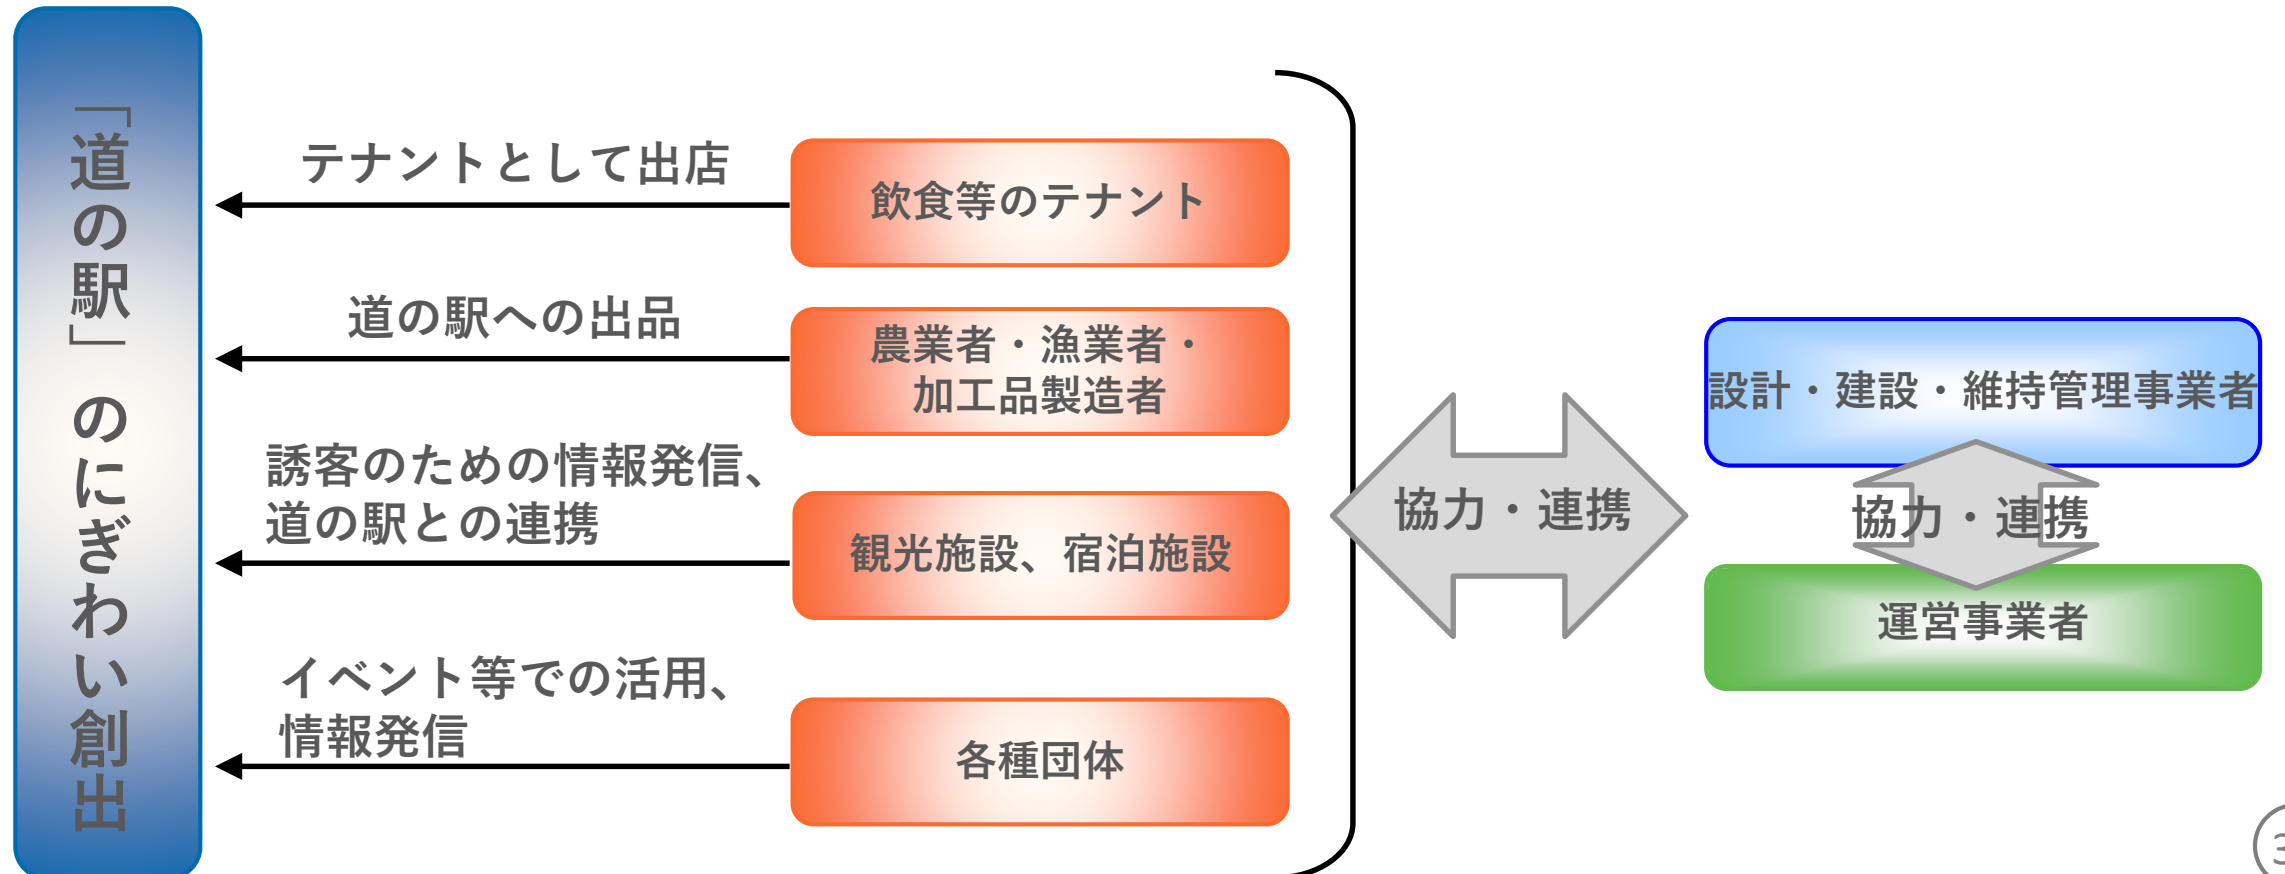 「道の駅」のにぎわい創出
テナントとして出店
飲食等のテナント
道の駅への出品
農業者・漁業者・
加工品製造者
誘客のための情報発信、
道の駅との連携
観光施設、宿泊施設
イベント等での活用、
情報発信
各種団体
協力・連携
設計・建設・維持管理事業者
協力・連携
運営事業者